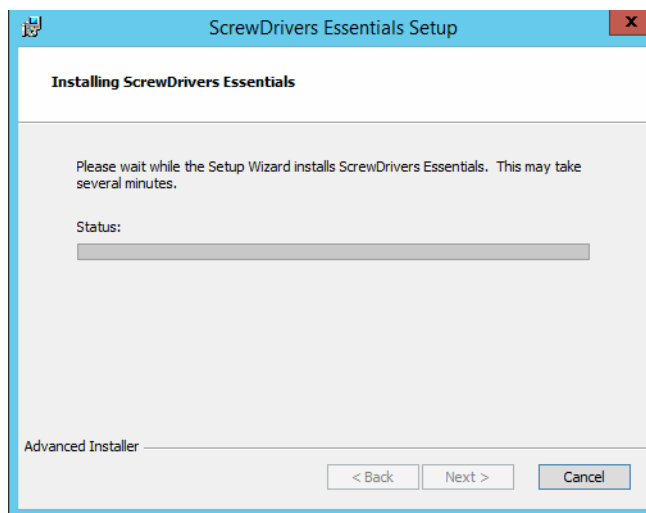 ScrewDrivers Essentials Setup
x
Installing ScrewDrivers Essentials
Please wait while the Setup Wizard installs ScrewDrivers Essentials. This may take
several minutes.
Status:
Advanced Installer
< Back Next > Cancel